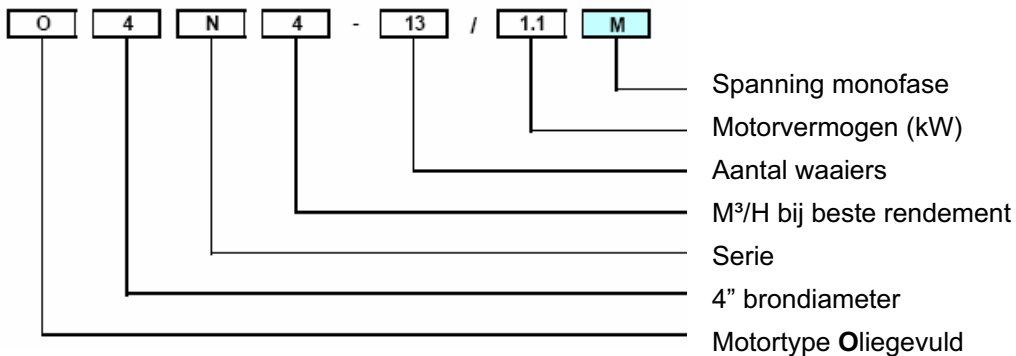 O 4 N 4 - 13 / 1.1 M
Spanning monofase
Motorvermogen (kW)
Aantal waaiers
M³/H bij beste rendement
Serie
4” brondiameter
Motortype Oliegevuld